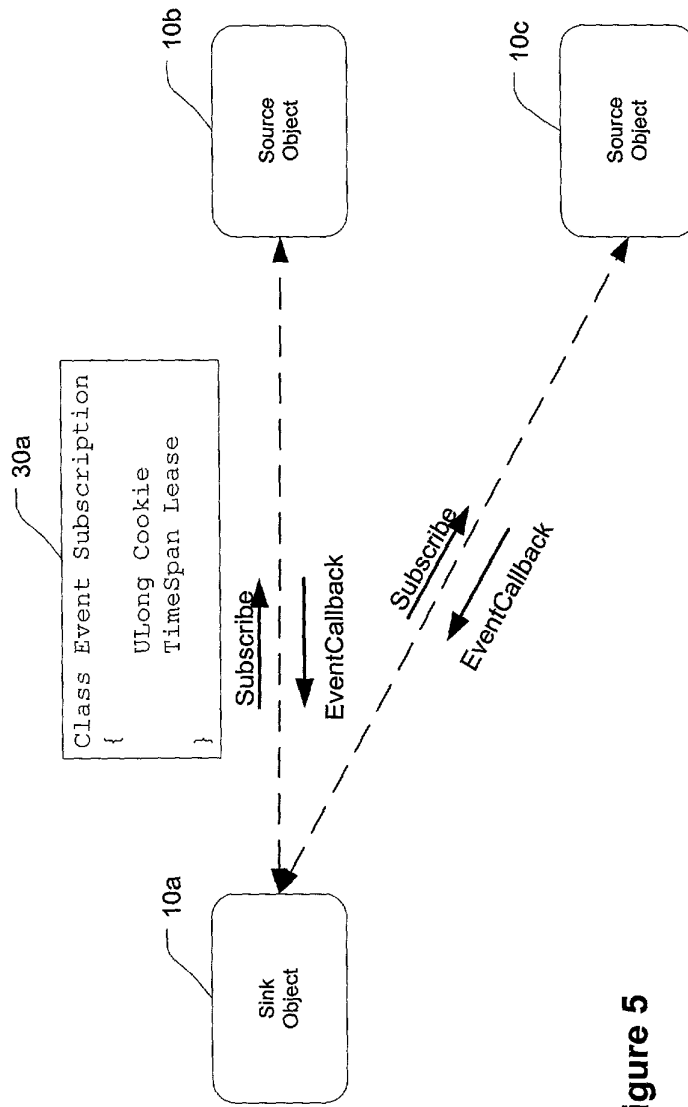 30a
Class Event Subscription
{
ULong Cookie
TimeSpan Lease
}
10a
Sink
Object
Subscribe
EventCallback
10b
Source
Object
Subscribe
EventCallback
10c
Source
Object
igure 5